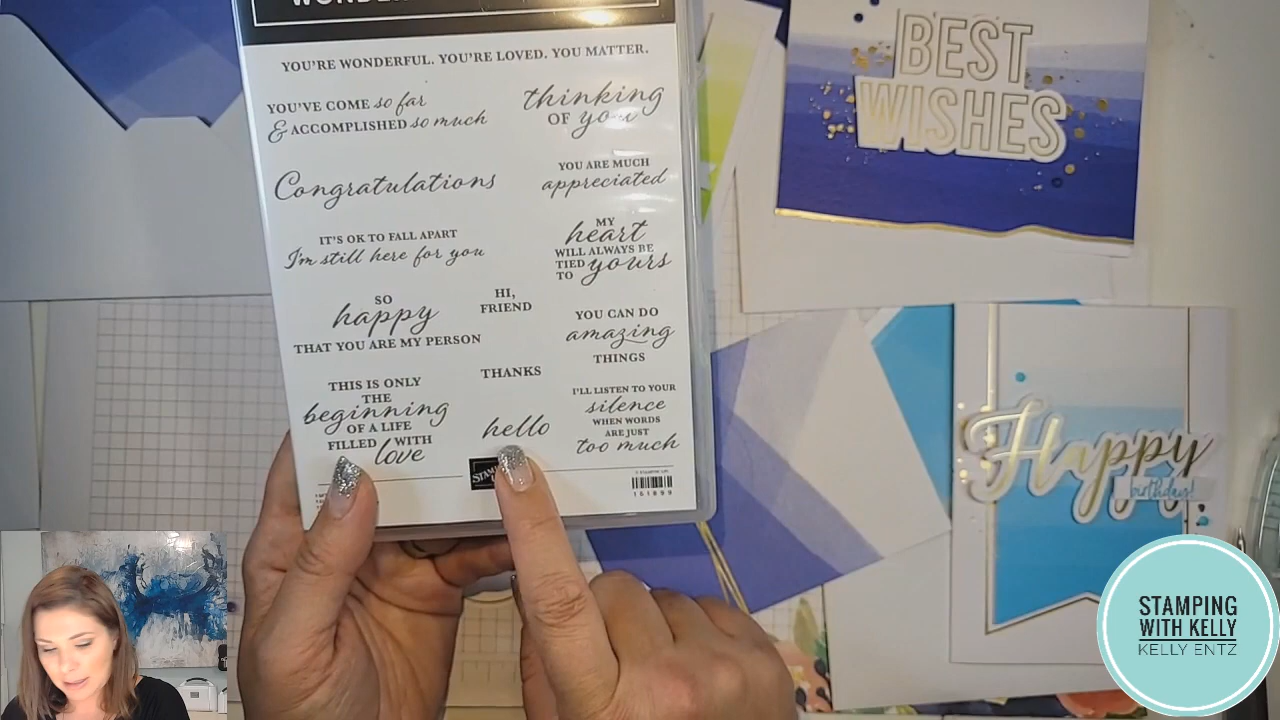 YOU'RE WONDERFUL. YOU'RE LOVED. YOU MATTER.
YOU'VE COME so far
& ACCOMPLISHED so much
thinking
OF you
Congratulations
YOU ARE MUCH
appreciated
IT'S OK TO FALL APART
I'm still here for you
MY
heart
WILL ALWAYS BE
TIED
TO yours
SO
happy
THAT YOU ARE MY PERSON
HI,
FRIEND
YOU CAN DO
amazing
THINGS
THIS IS ONLY
THE
beginning
OF A LIFE
FILLED WITH
love
THANKS
hello
I'LL LISTEN TO YOUR
silence
WHEN WORDS
ARE JUST
too much
151899
BEST
WISHES
Happy
birthday!
STAMPING
WITH KELLY
KELLY ENTZ